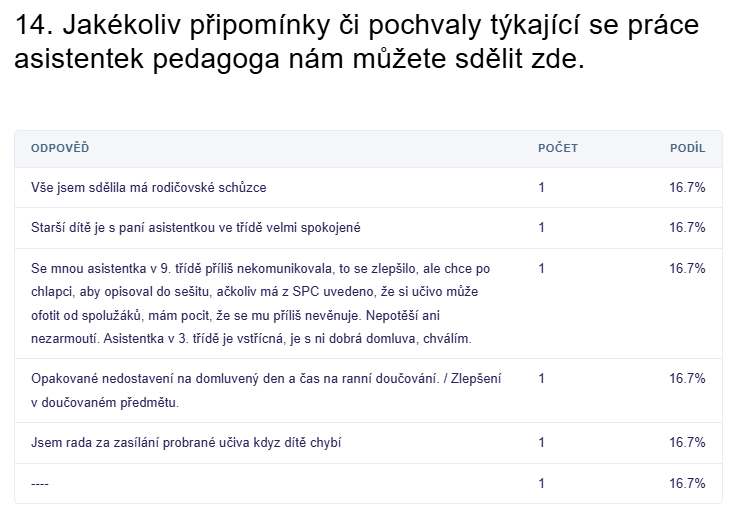 14. Jakékoliv připomínky či pochvaly týkající se práce
asistentek pedagoga nám můžete sdělit zde.
ODPOVĚĎ POČET PODÍL
Vše jsem sdělila má rodičovské schůzce 1 16.7%
Starší dítě je s paní asistentkou ve třídě velmi spokojené 1 16.7%
Se mnou asistentka v 9. třídě příliš nekomunikovala, to se zlepšilo, ale chce po 1 16.7%
chlapci, aby opisoval do sešitu, ačkoliv má z SPC uvedeno, že si učivo může
ofotit od spolužáků, mám pocit, že se mu příliš nevěnuje. Nepotěší ani
nezarmoutí. Asistentka v 3. třídě je vstřícná, je s ni dobrá domluva, chválím.
Opakované nedostavení na domluvený den a čas na ranní doučování. / Zlepšení 1 16.7%
v doučovaném předmětu.
Jsem rada za zasílání probrané učiva kdyz dítě chybí 1 16.7%
---- 1 16.7%